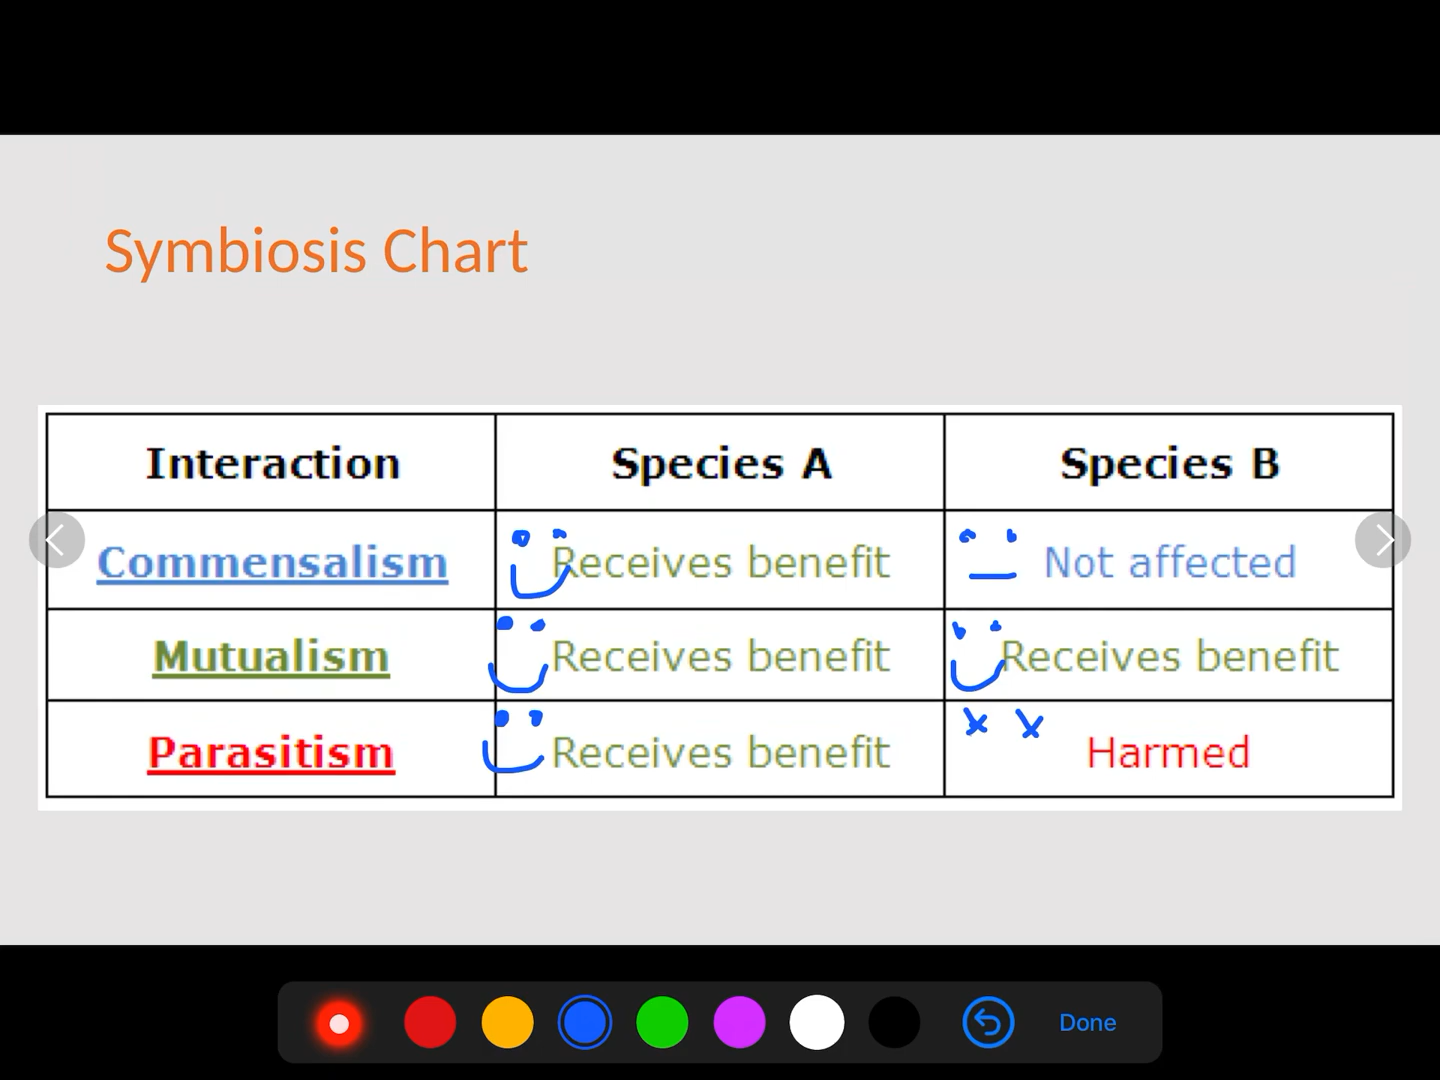 Symbiosis Chart
Interaction Species A Species B
Commensalism Receives benefit Not affected
Mutualism Receives benefit Receives benefit
Parasitism Receives benefit Harmed
Done